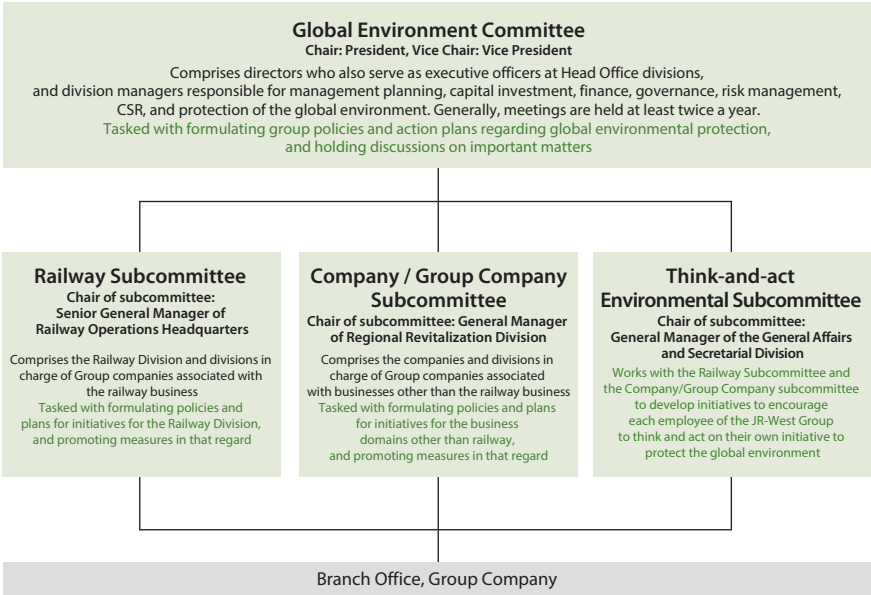 Global Environment Committee
Chair: President, Vice Chair: Vice President
Comprises directors who also serve as executive officers at Head Office divisions,
and division managers responsible for management planning, capital investment, finance, governance, risk management,
CSR, and protection of the global environment. Generally, meetings are held at least twice a year.
Tasked with formulating group policies and action plans regarding global environmental protection,
and holding discussions on important matters
Railway Subcommittee
Chair of subcommittee:
Senior General Manager of
Railway Operations Headquarters
Comprises the Railway Division and divisions in
charge of Group companies associated with
the railway business
Tasked with formulating policies and
plans for initiatives for the Railway Division,
and promoting measures in that regard
Company / Group Company
Subcommittee
Chair of subcommittee: General Manager
of Regional Revitalization Division
Comprises the companies and divisions in
charge of Group companies associated
with businesses other than the railway business
Tasked with formulating policies and plans
for initiatives for the business
domains other than railway,
and promoting measures in that regard
Think-and-act
Environmental Subcommittee
Chair of subcommittee:
General Manager of the General Affairs
and Secretarial Division
Works with the Railway Subcommittee and
the Company/Group Company subcommittee
to develop initiatives to encourage
each employee of the JR-West Group
to think and act on their own initiative to
protect the global environment
Branch Office, Group Company